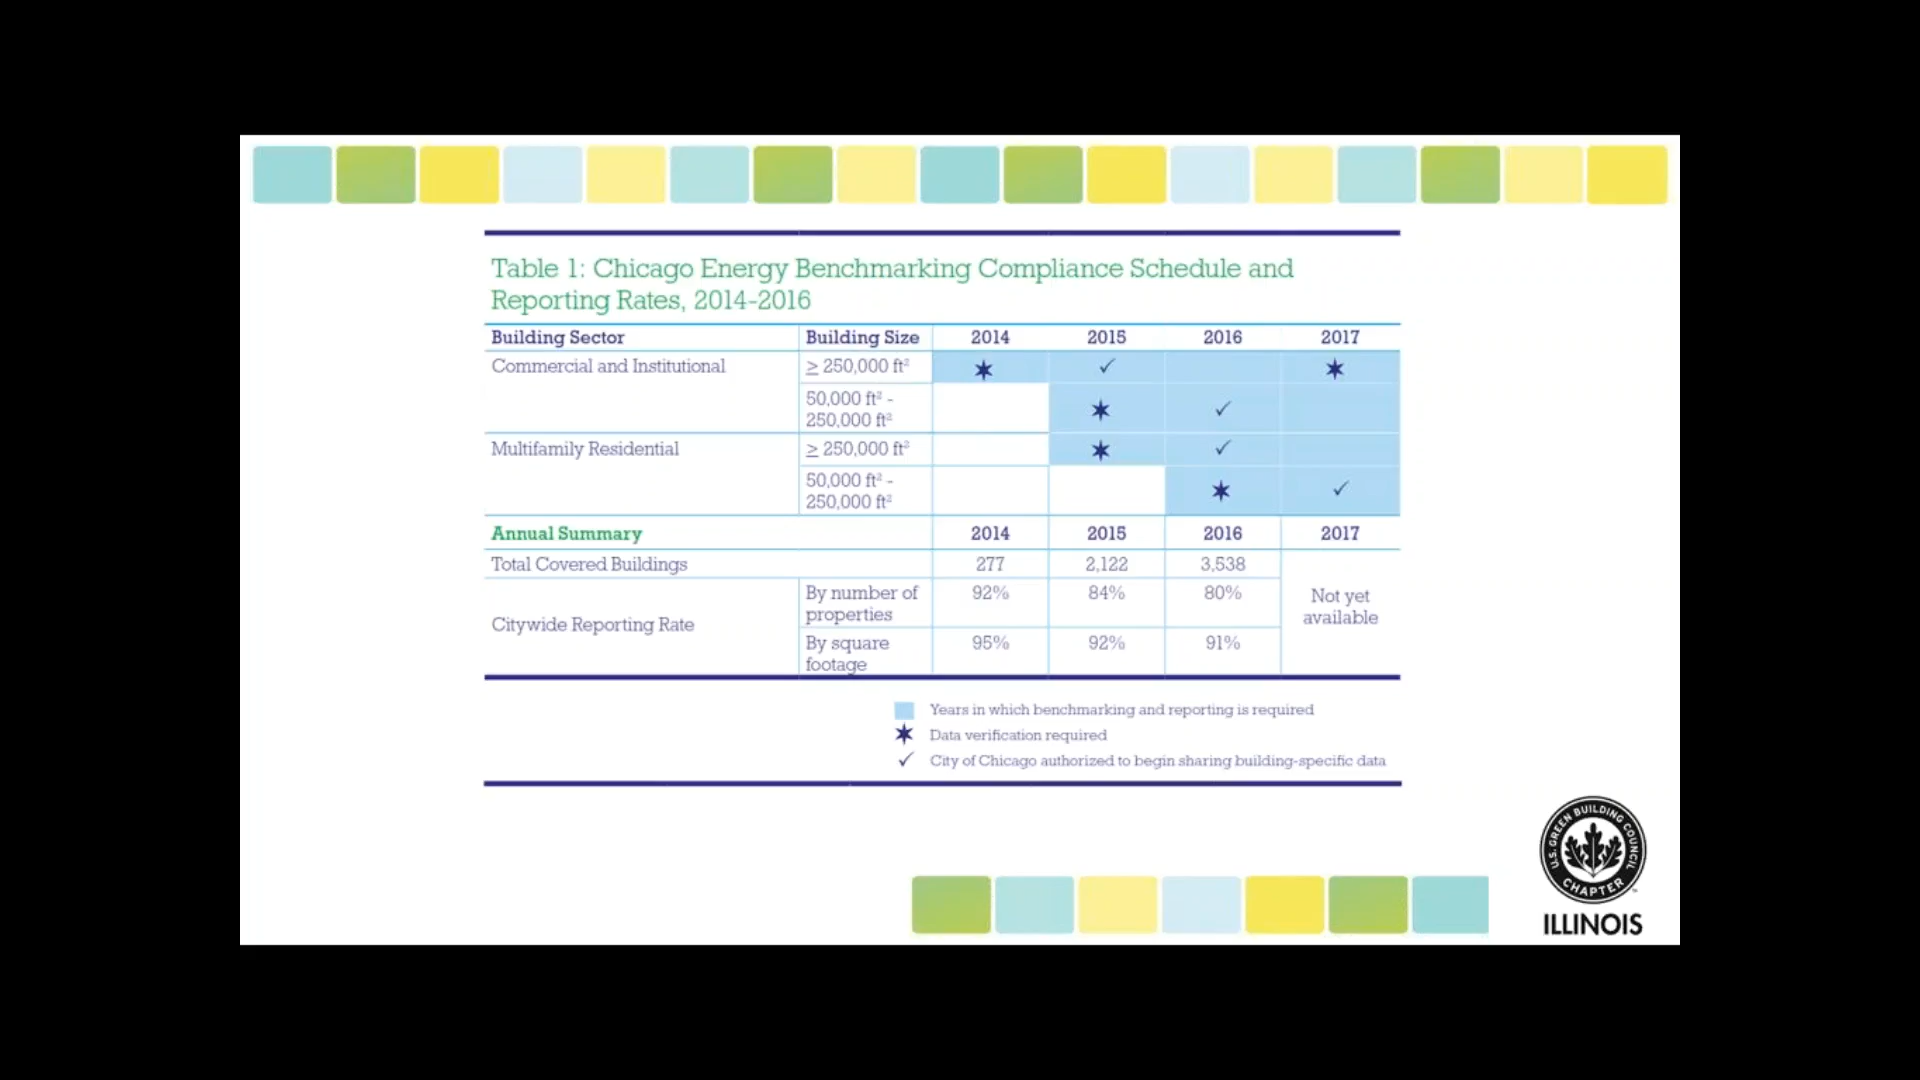 Table 1: Chicago Energy Benchmarking Compliance Schedule and
Reporting Rates, 2014-2016
Building Sector Building Size 2014 2015 2016 2017
Commercial and Institutional ≥ 250,000 ft² ✶ ✓ ✶
50,000 ft² -
250,000 ft² ✶ ✓
Multifamily Residential ≥ 250,000 ft² ✶ ✓
50,000 ft² -
250,000 ft² ✶ ✓
Annual Summary 2014 2015 2016 2017
Total Covered Buildings 277 2,122 3,538
Citywide Reporting Rate
By number of
properties 92% 84% 80%
By square
footage 95% 92% 91%
Not yet
available
Years in which benchmarking and reporting is required
✶ Data verification required
✓ City of Chicago authorized to begin sharing building-specific data
U.S. GREEN BUILDING COUNCIL
CHAPTER
ILLINOIS